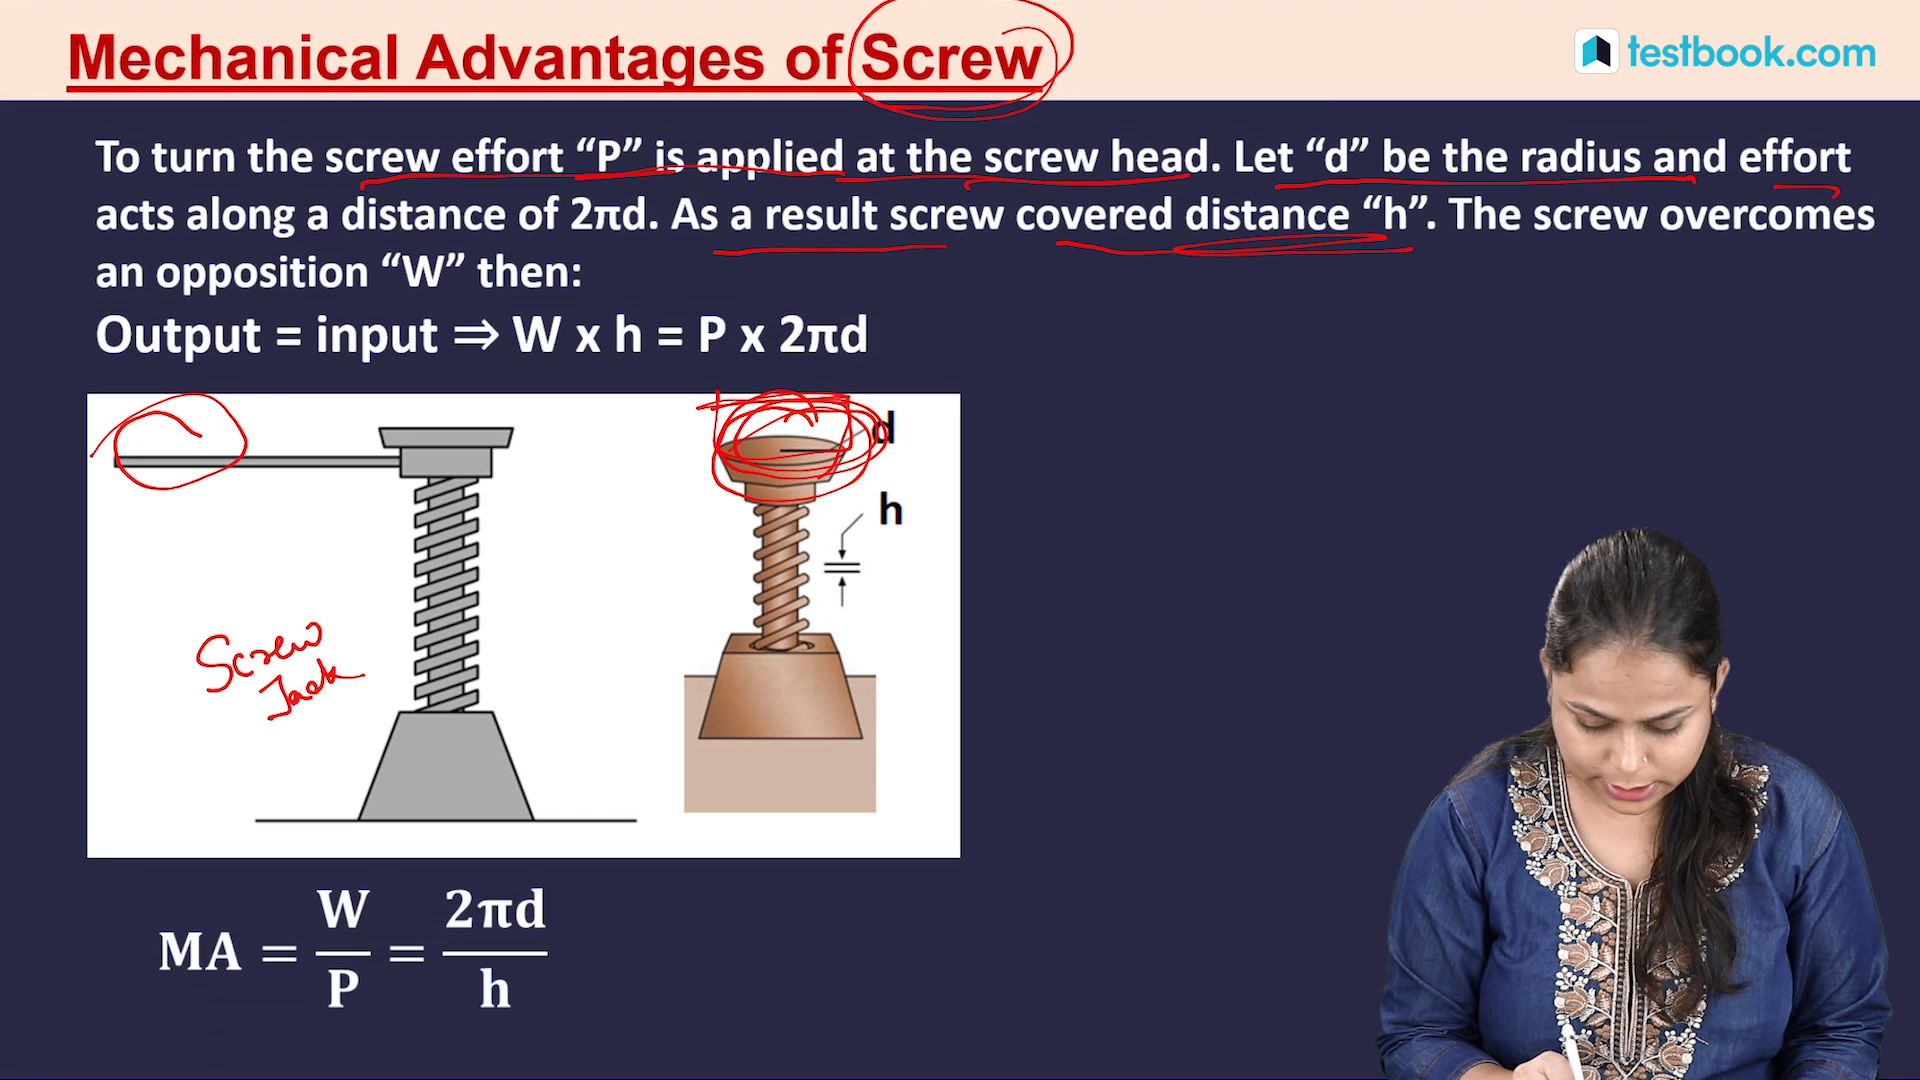 Mechanical Advantages of Screw
testbook.com
To turn the screw effort “P” is applied at the screw head. Let “d” be the radius and effort
acts along a distance of 2πd. As a result screw covered distance “h”. The screw overcomes
an opposition “W” then:
Output = input ⇒ W x h = P x 2πd
d
h
Screw
Jack
MA = W/P = 2πd/h